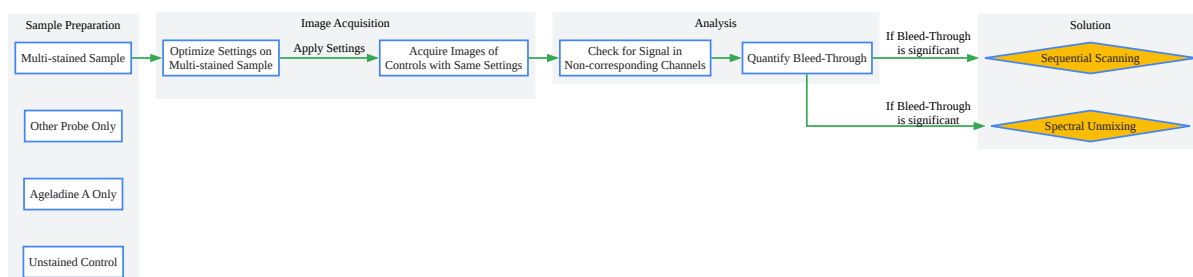 Sample Preparation
Multi-stained Sample
Other Probe Only
Ageladine A Only
Unstained Control
Image Acquisition
Optimize Settings on
Multi-stained Sample
Apply Settings
Acquire Images of
Controls with Same Settings
Analysis
Check for Signal in
Non-corresponding Channels
Quantify Bleed-Through
If Bleed-Through
is significant
If Bleed-Through
is significant
Solution
Sequential Scanning
Spectral Unmixing